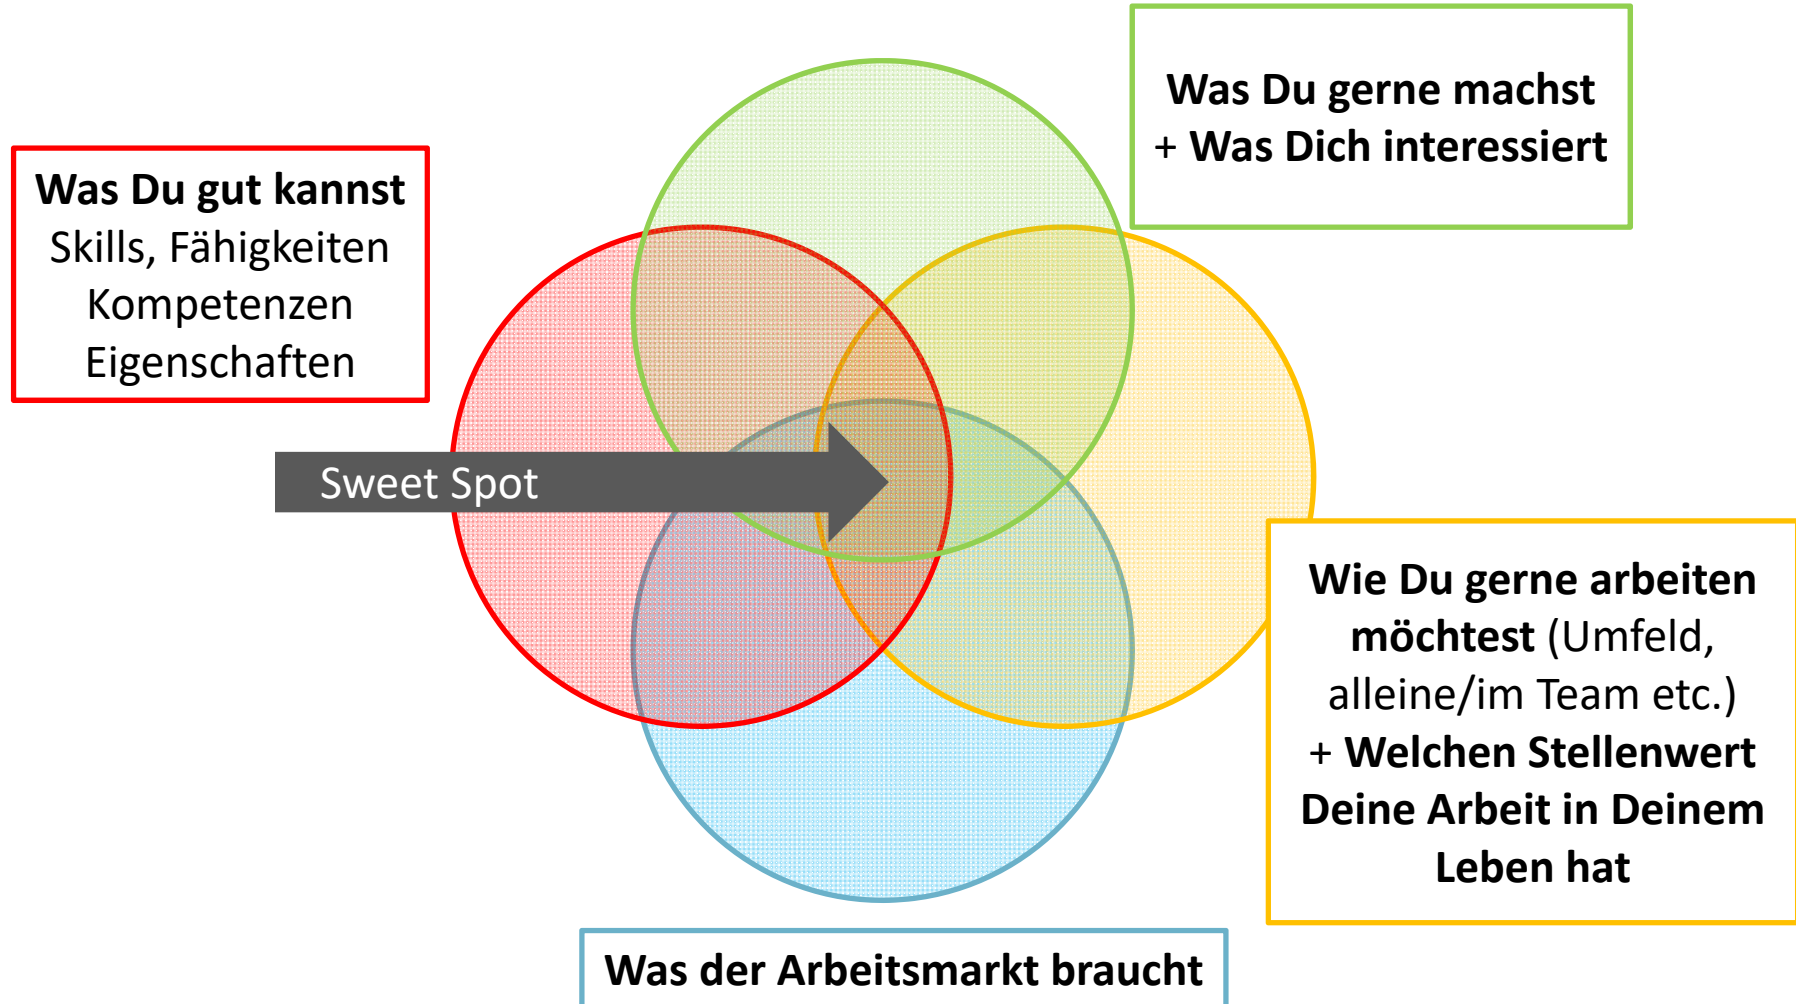 Was Du gerne machst
+ Was Dich interessiert
Was Du gut kannst
Skills, Fähigkeiten
Kompetenzen
Eigenschaften
Sweet Spot
Wie Du gerne arbeiten
möchtest (Umfeld,
alleine/im Team etc.)
+ Welchen Stellenwert
Deine Arbeit in Deinem
Leben hat
Was der Arbeitsmarkt braucht